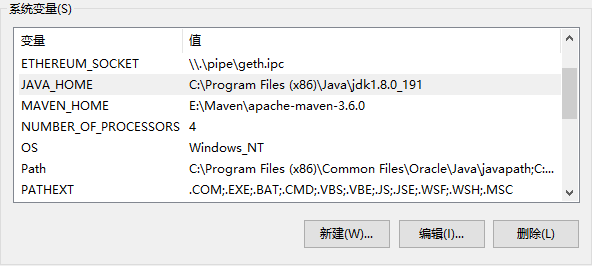 系统变量(S)
变量 值
ETHEREUM_SOCKET \\.\pipe\geth.ipc
JAVA_HOME C:\Program Files (x86)\Java\jdk1.8.0_191
MAVEN_HOME E:\Maven\apache-maven-3.6.0
NUMBER_OF_PROCESSORS 4
OS Windows_NT
Path C:\Program Files (x86)\Common Files\Oracle\Java\javapath;C:...
PATHEXT .COM;.EXE;.BAT;.CMD;.VBS;.VBE;.JS;.JSE;.WSF;.WSH;.MSC
新建(W)... 编辑(I)... 删除(L)